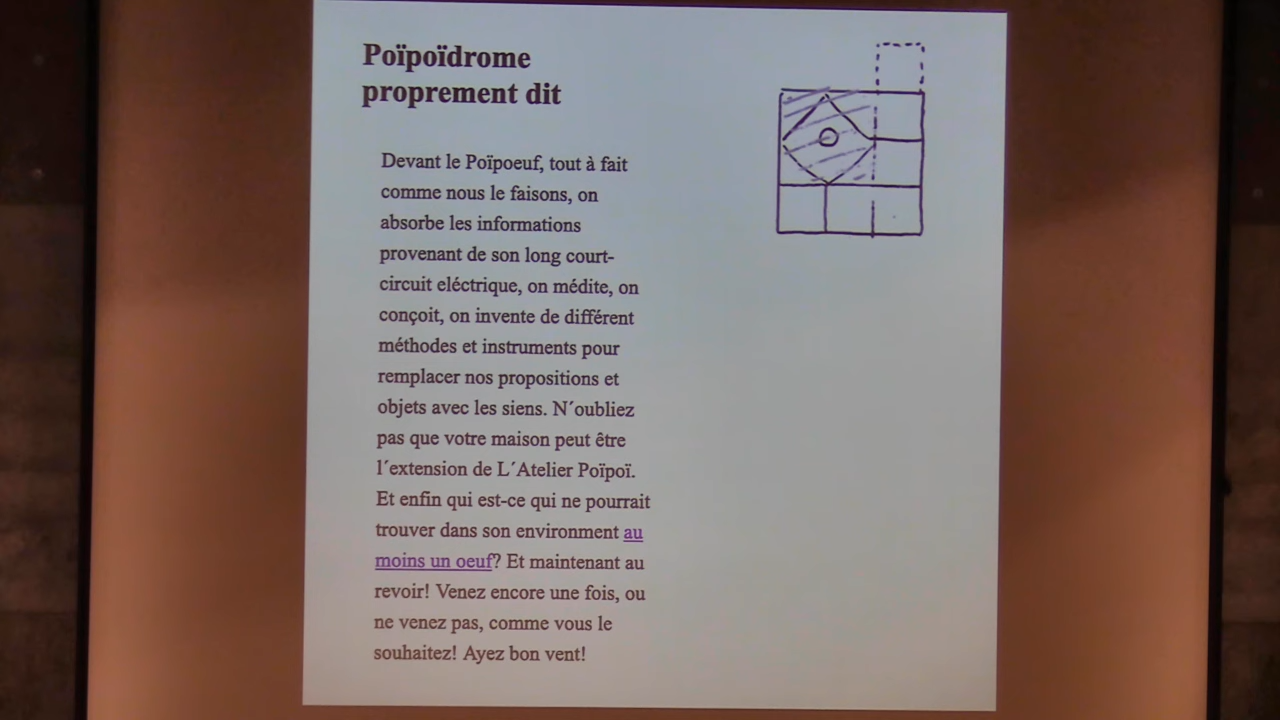 Poïpoïdrome
proprement dit
Devant le Poïpoeuf, tout à fait
comme nous le faisons, on
absorbe les informations
provenant de son long court-
circuit eléctrique, on médite, on
conçoit, on invente de différent
méthodes et instruments pour
remplacer nos propositions et
objets avec les siens. N´oubliez
pas que votre maison peut être
l´extension de L´Atelier Poïpoï.
Et enfin qui est-ce qui ne pourrait
trouver dans son environment au
moins un oeuf? Et maintenant au
revoir! Venez encore une fois, ou
ne venez pas, comme vous le
souhaitez! Ayez bon vent!